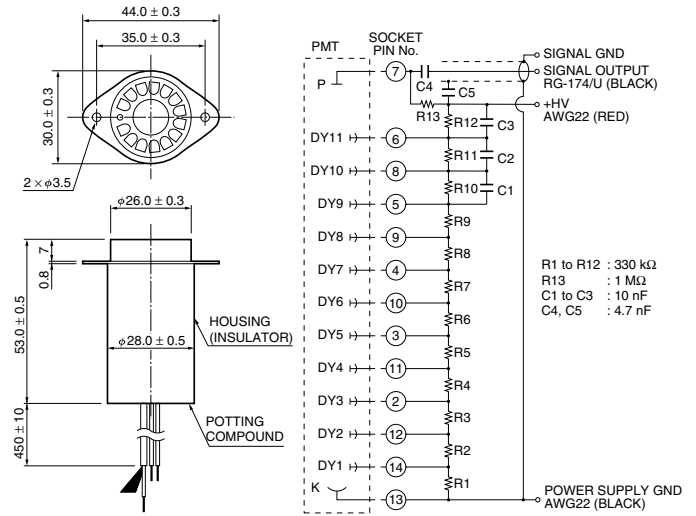 44.0 ± 0.3
35.0 ± 0.3
30.0 ± 0.3
2 × φ3.5
φ26.0 ± 0.3
7
0.8
53.0 ± 0.5
HOUSING
(INSULATOR)
φ28.0 ± 0.5
450 ± 10
POTTING
COMPOUND
PMT
SOCKET
PIN No.
SIGNAL GND
SIGNAL OUTPUT
RG-174/U (BLACK)
+HV
AWG22 (RED)
P
7
C4
C5
R13
R12
C3
DY11
6
R11
C2
DY10
8
R10
C1
DY9
5
R9
DY8
9
R8
DY7
4
R7
DY6
10
R6
DY5
3
R5
DY4
11
R4
DY3
2
R3
DY2
12
R2
DY1
14
R1
K
13
R1 to R12 : 330 kΩ
R13 : 1 MΩ
C1 to C3 : 10 nF
C4, C5 : 4.7 nF
POWER SUPPLY GND
AWG22 (BLACK)